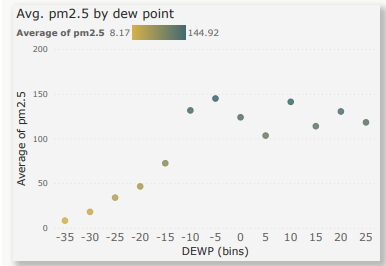 Avg. pm2.5 by dew point
Average of pm2.5 8.17 144.92
200
150
100
50
0
Average of pm2.5
-35 -30 -25 -20 -15 -10 -5 0 5 10 15 20 25
DEWP (bins)